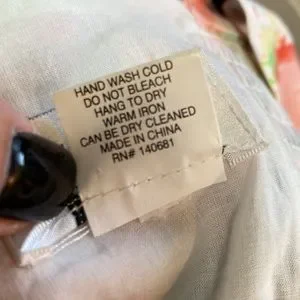 HAND WASH COLD
DO NOT BLEACH
HANG TO DRY
WARM IRON
CAN BE DRY CLEANED
MADE IN CHINA
RN# 140681